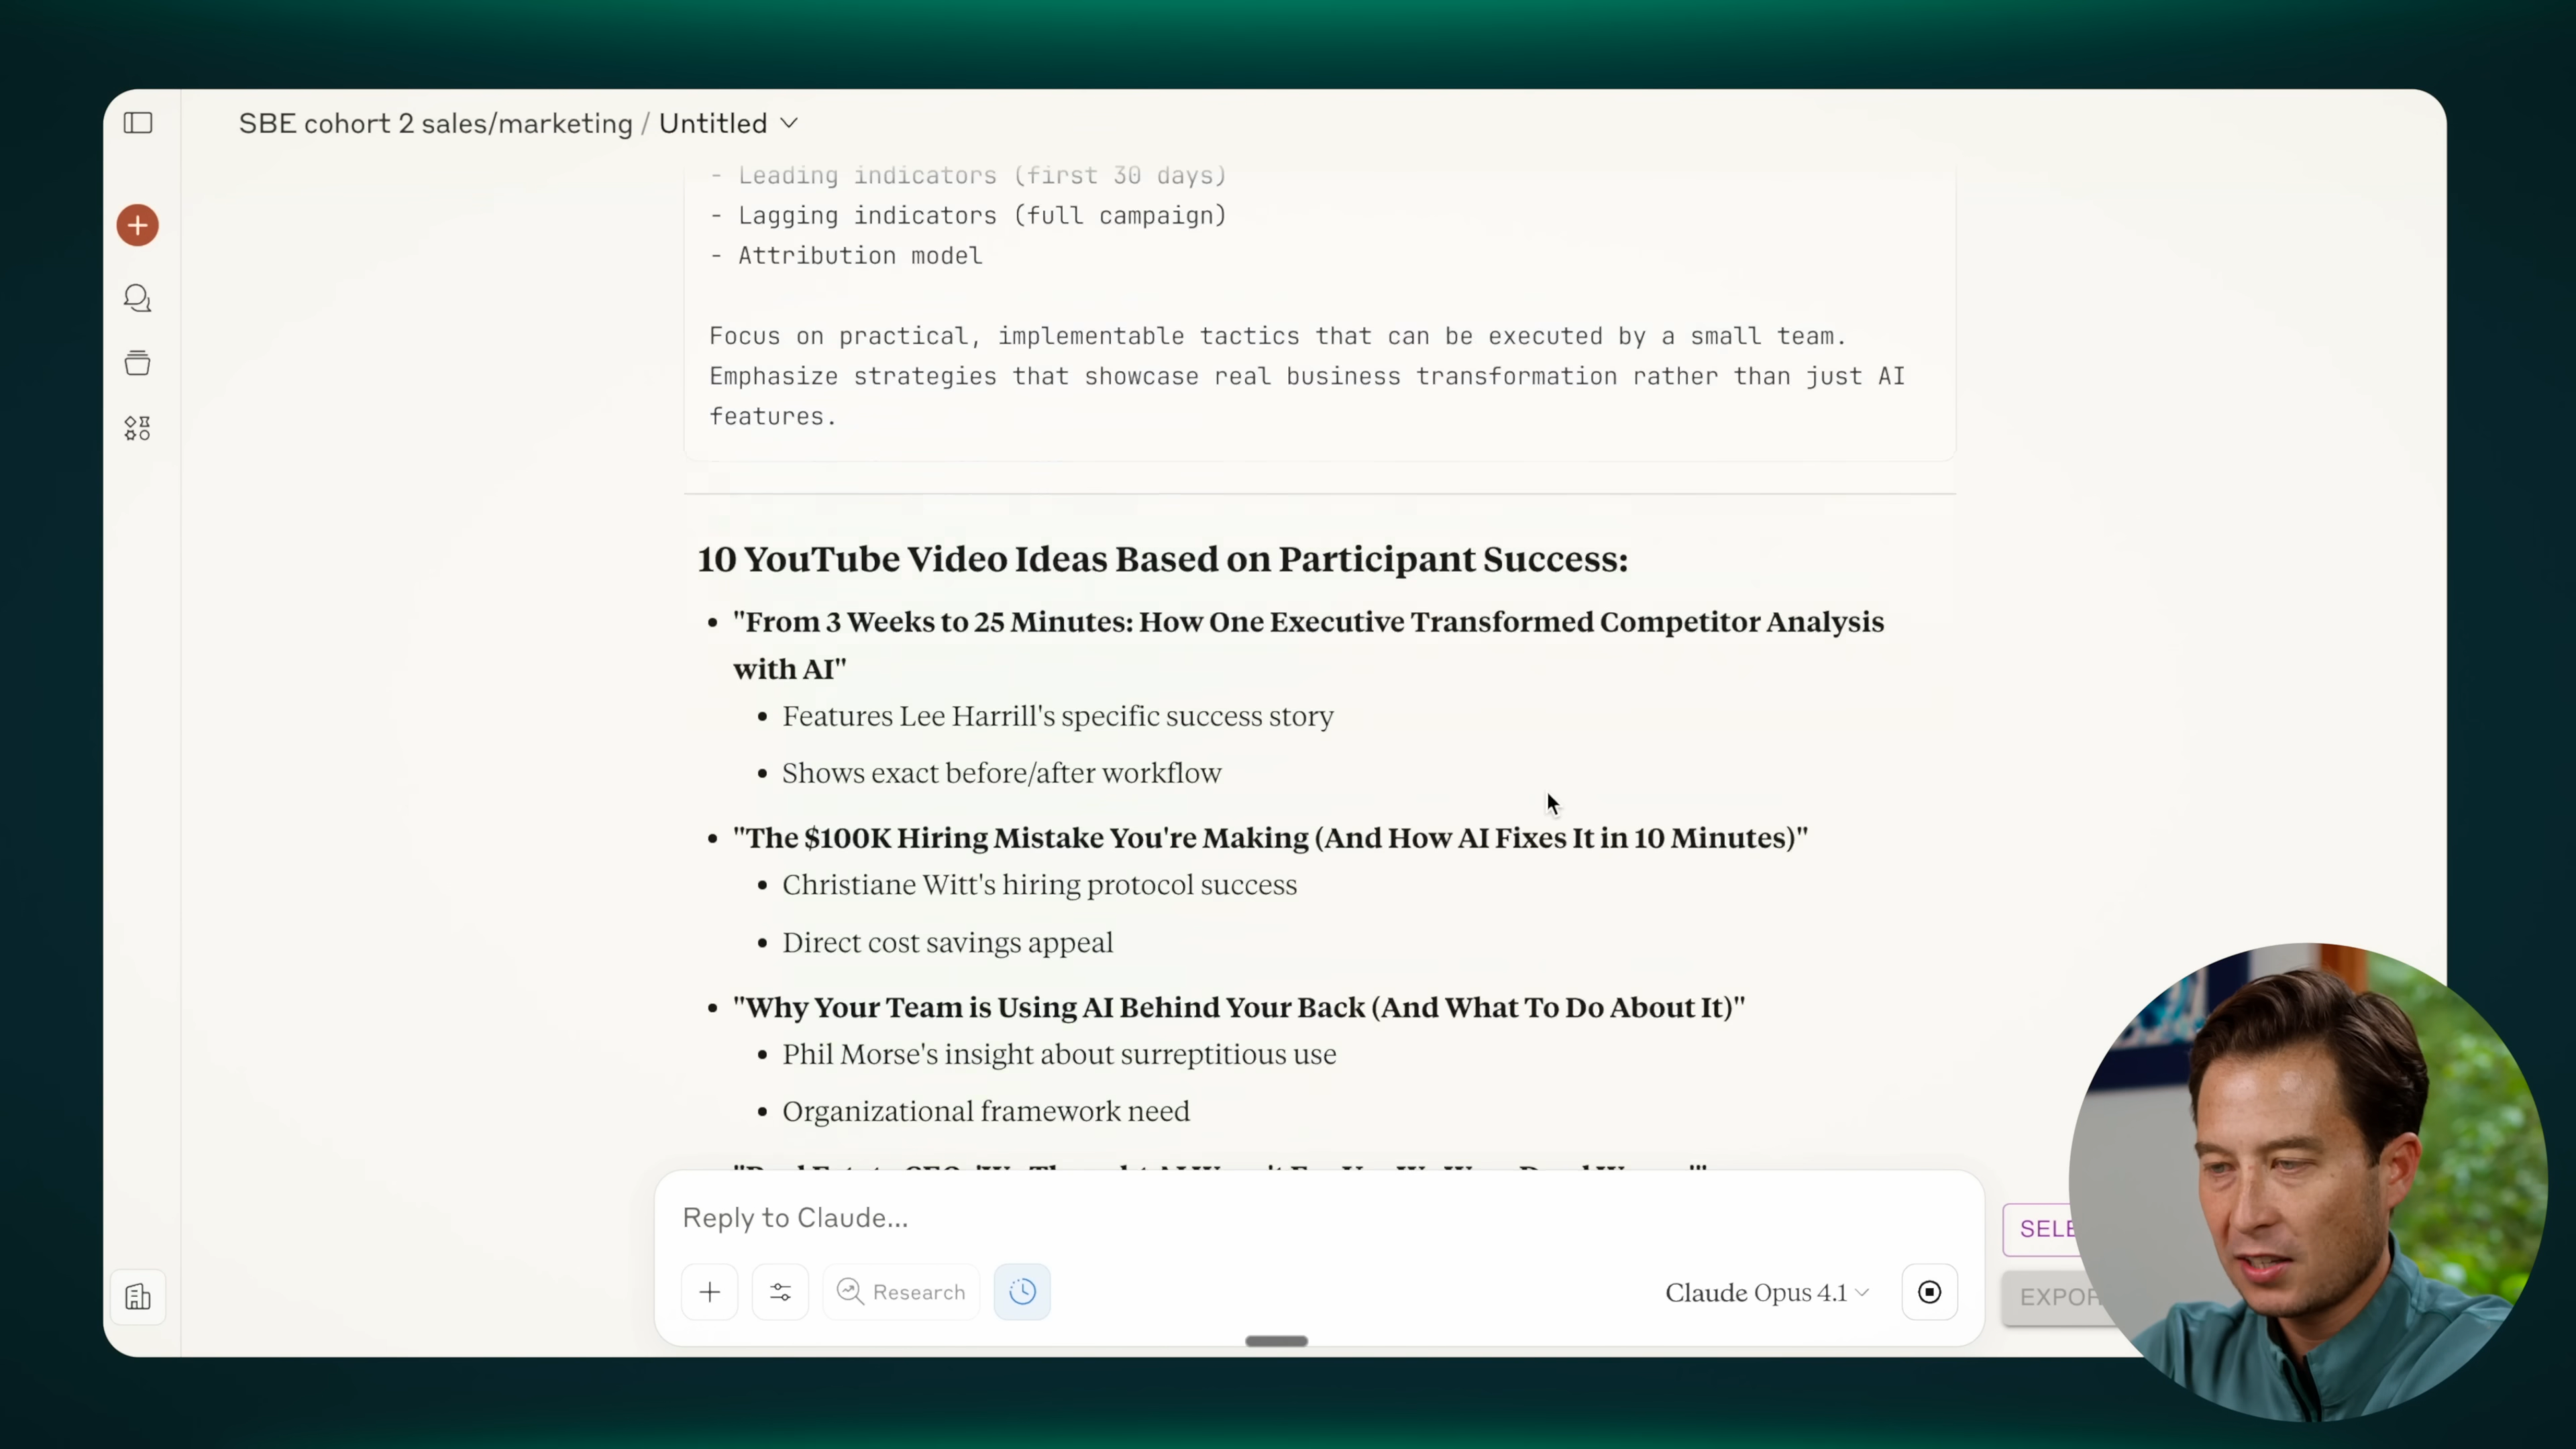 SBE cohort 2 sales/marketing / Untitled
- Leading indicators (first 30 days)
- Lagging indicators (full campaign)
- Attribution model
Focus on practical, implementable tactics that can be executed by a small team.
Emphasize strategies that showcase real business transformation rather than just AI
features.
10 YouTube Video Ideas Based on Participant Success:
• "From 3 Weeks to 25 Minutes: How One Executive Transformed Competitor Analysis
with AI"
• Features Lee Harrill's specific success story
• Shows exact before/after workflow
• "The $100K Hiring Mistake You're Making (And How AI Fixes It in 10 Minutes)"
• Christiane Witt's hiring protocol success
• Direct cost savings appeal
• "Why Your Team is Using AI Behind Your Back (And What To Do About It)"
• Phil Morse's insight about surreptitious use
• Organizational framework need
Reply to Claude...
Research
Claude Opus 4.1
SELE
EXPOR